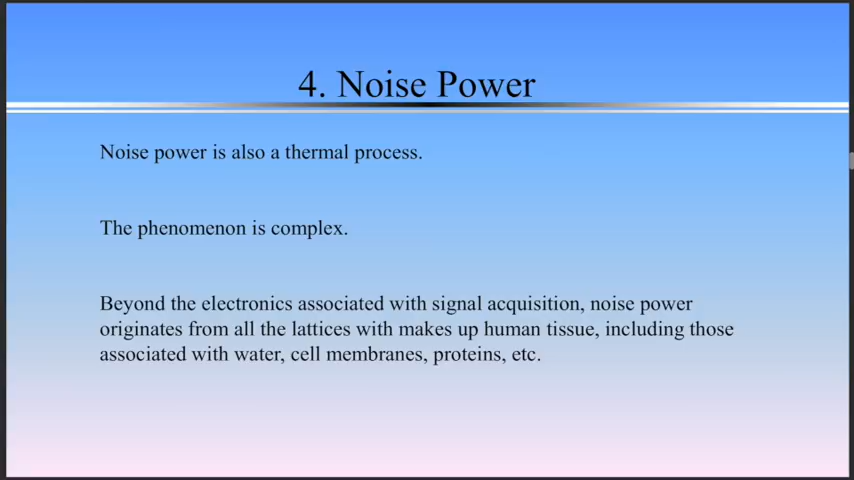 4. Noise Power
Noise power is also a thermal process.
The phenomenon is complex.
Beyond the electronics associated with signal acquisition, noise power
originates from all the lattices with makes up human tissue, including those
associated with water, cell membranes, proteins, etc.